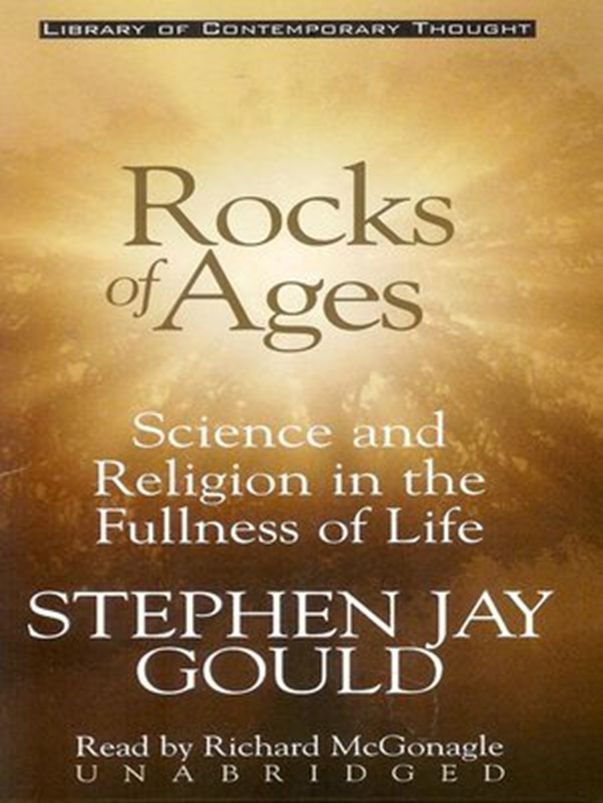 LIBRARY OF CONTEMPORARY THOUGHT
Rocks
of Ages
Science and
Religion in the
Fullness of Life
STEPHEN JAY
GOULD
Read by Richard McGonagle
UNABRIDGED